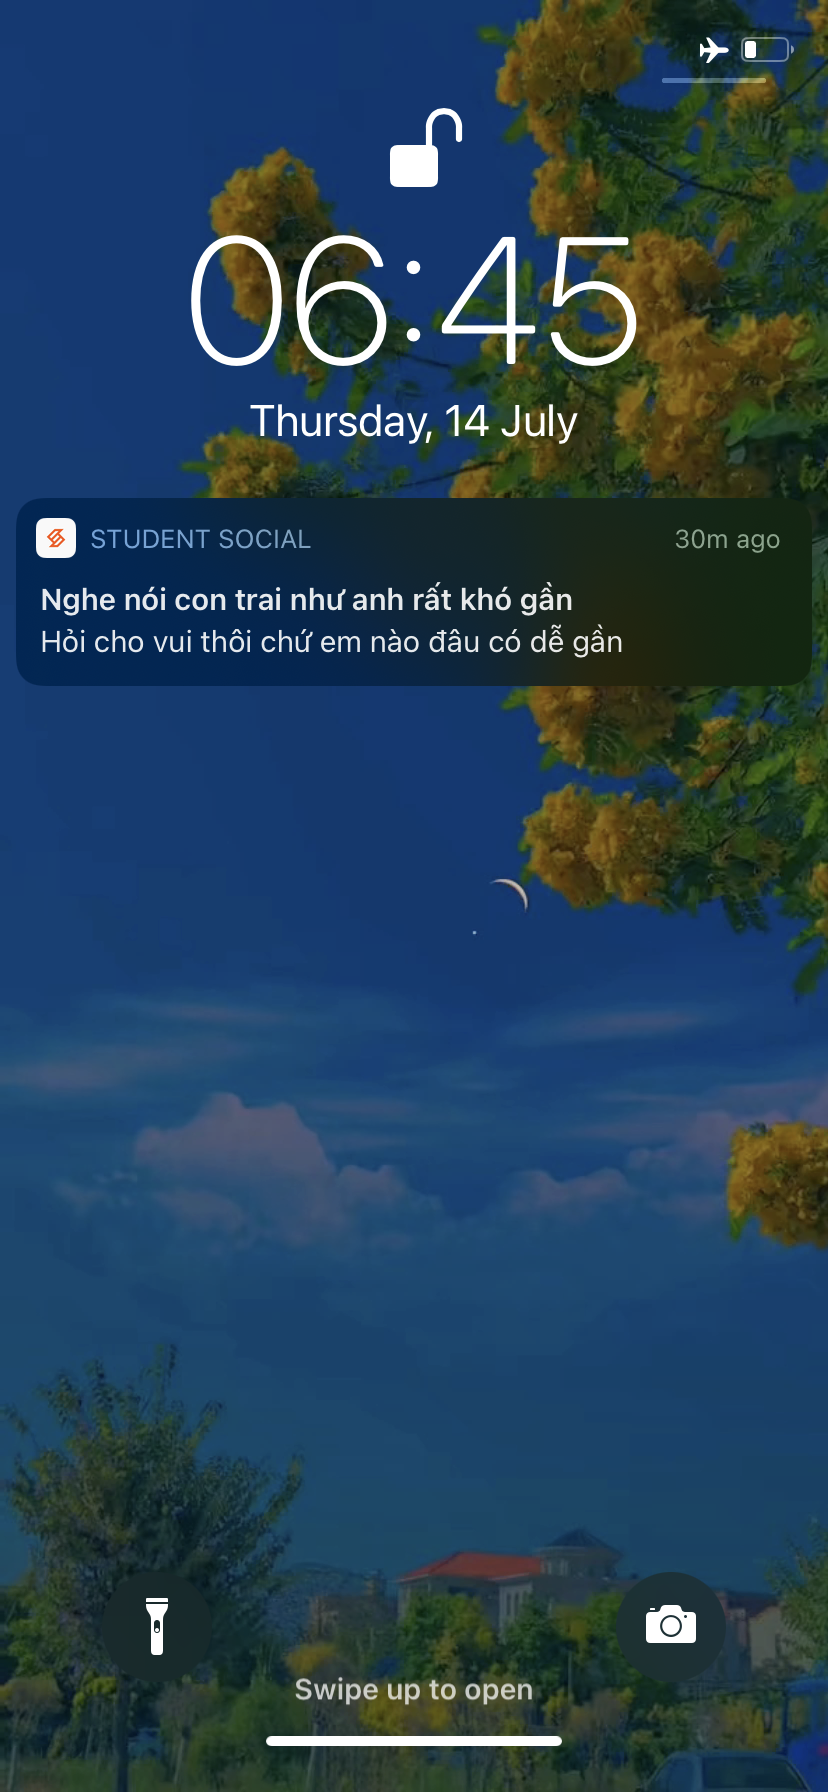 06:45
Thursday, 14 July
STUDENT SOCIAL 30m ago
Nghe nói con trai như anh rất khó gần
Hỏi cho vui thôi chứ em nào đâu có dễ gần
Swipe up to open